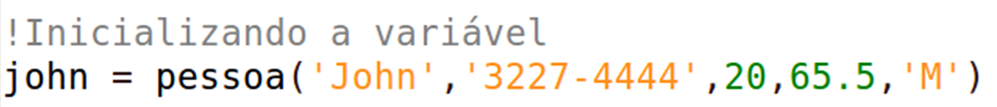 !Inicializando a variável
john = pessoa('John','3227-4444',20,65.5,'M')